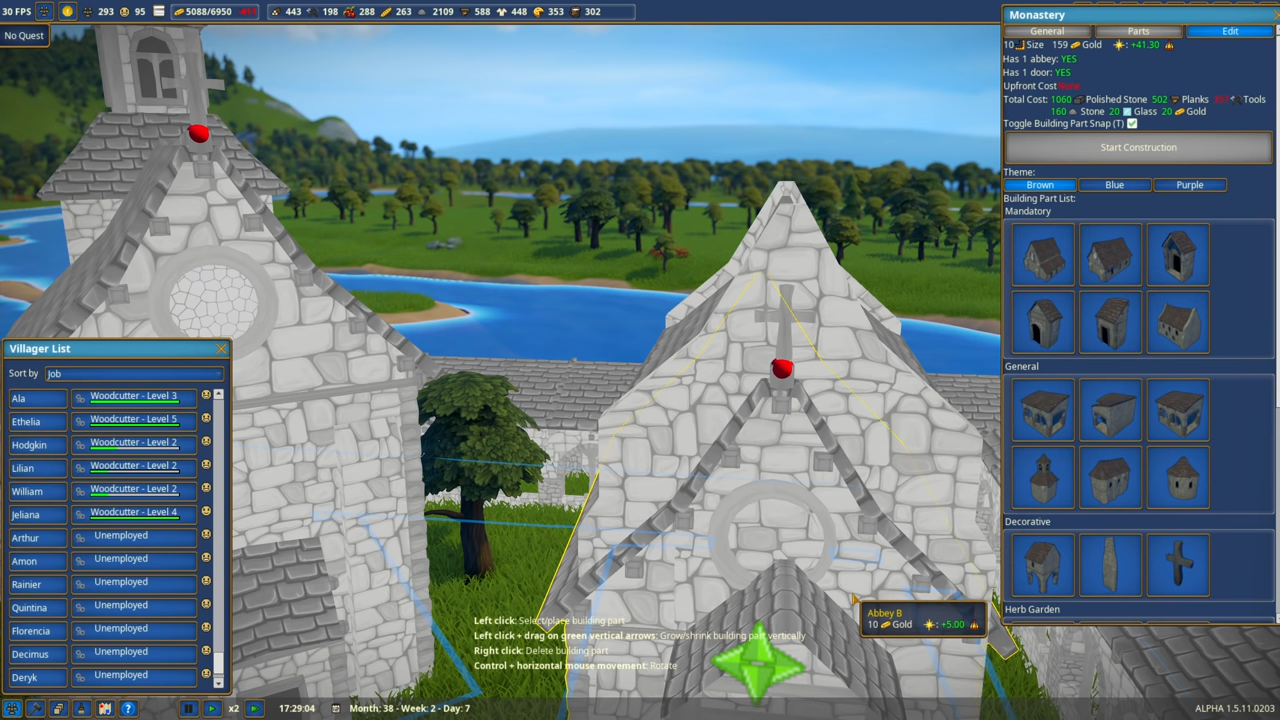 30 FPS 293 95 5088/6950 443 198 288 263 2109 588 448 353 302
No Quest
Monastery
General Parts Edit
10 Size 159 Gold : +41.30
Has 1 abbey: YES
Has 1 door: YES
Upfront Cost None
Total Cost: 1060 Polished Stone 502 Planks Tools
160 Stone 20 Glass 20 Gold
Toggle Building Part Snap (T)
Start Construction
Theme:
Brown Blue Purple
Building Part List:
Mandatory
General
Decorative
Herb Garden
Villager List
Sort by Job
Ala Woodcutter - Level 3
Ethelia Woodcutter - Level 5
Hodgkin Woodcutter - Level 2
Lilian Woodcutter - Level 2
William Woodcutter - Level 2
Jeliana Woodcutter - Level 4
Arthur Unemployed
Amon Unemployed
Rainier Unemployed
Quintina Unemployed
Florencia Unemployed
Decimus Unemployed
Deryk Unemployed
Abbey B
10 Gold : +5.00
Left click: Select/place building part
Left click + drag on green vertical arrows: Grow/shrink building part vertically
Right click: Delete building part
Control + horizontal mouse movement: Rotate
x2 17:29:04 Month: 38 - Week: 2 - Day: 7
ALPHA 1.5.11.0203